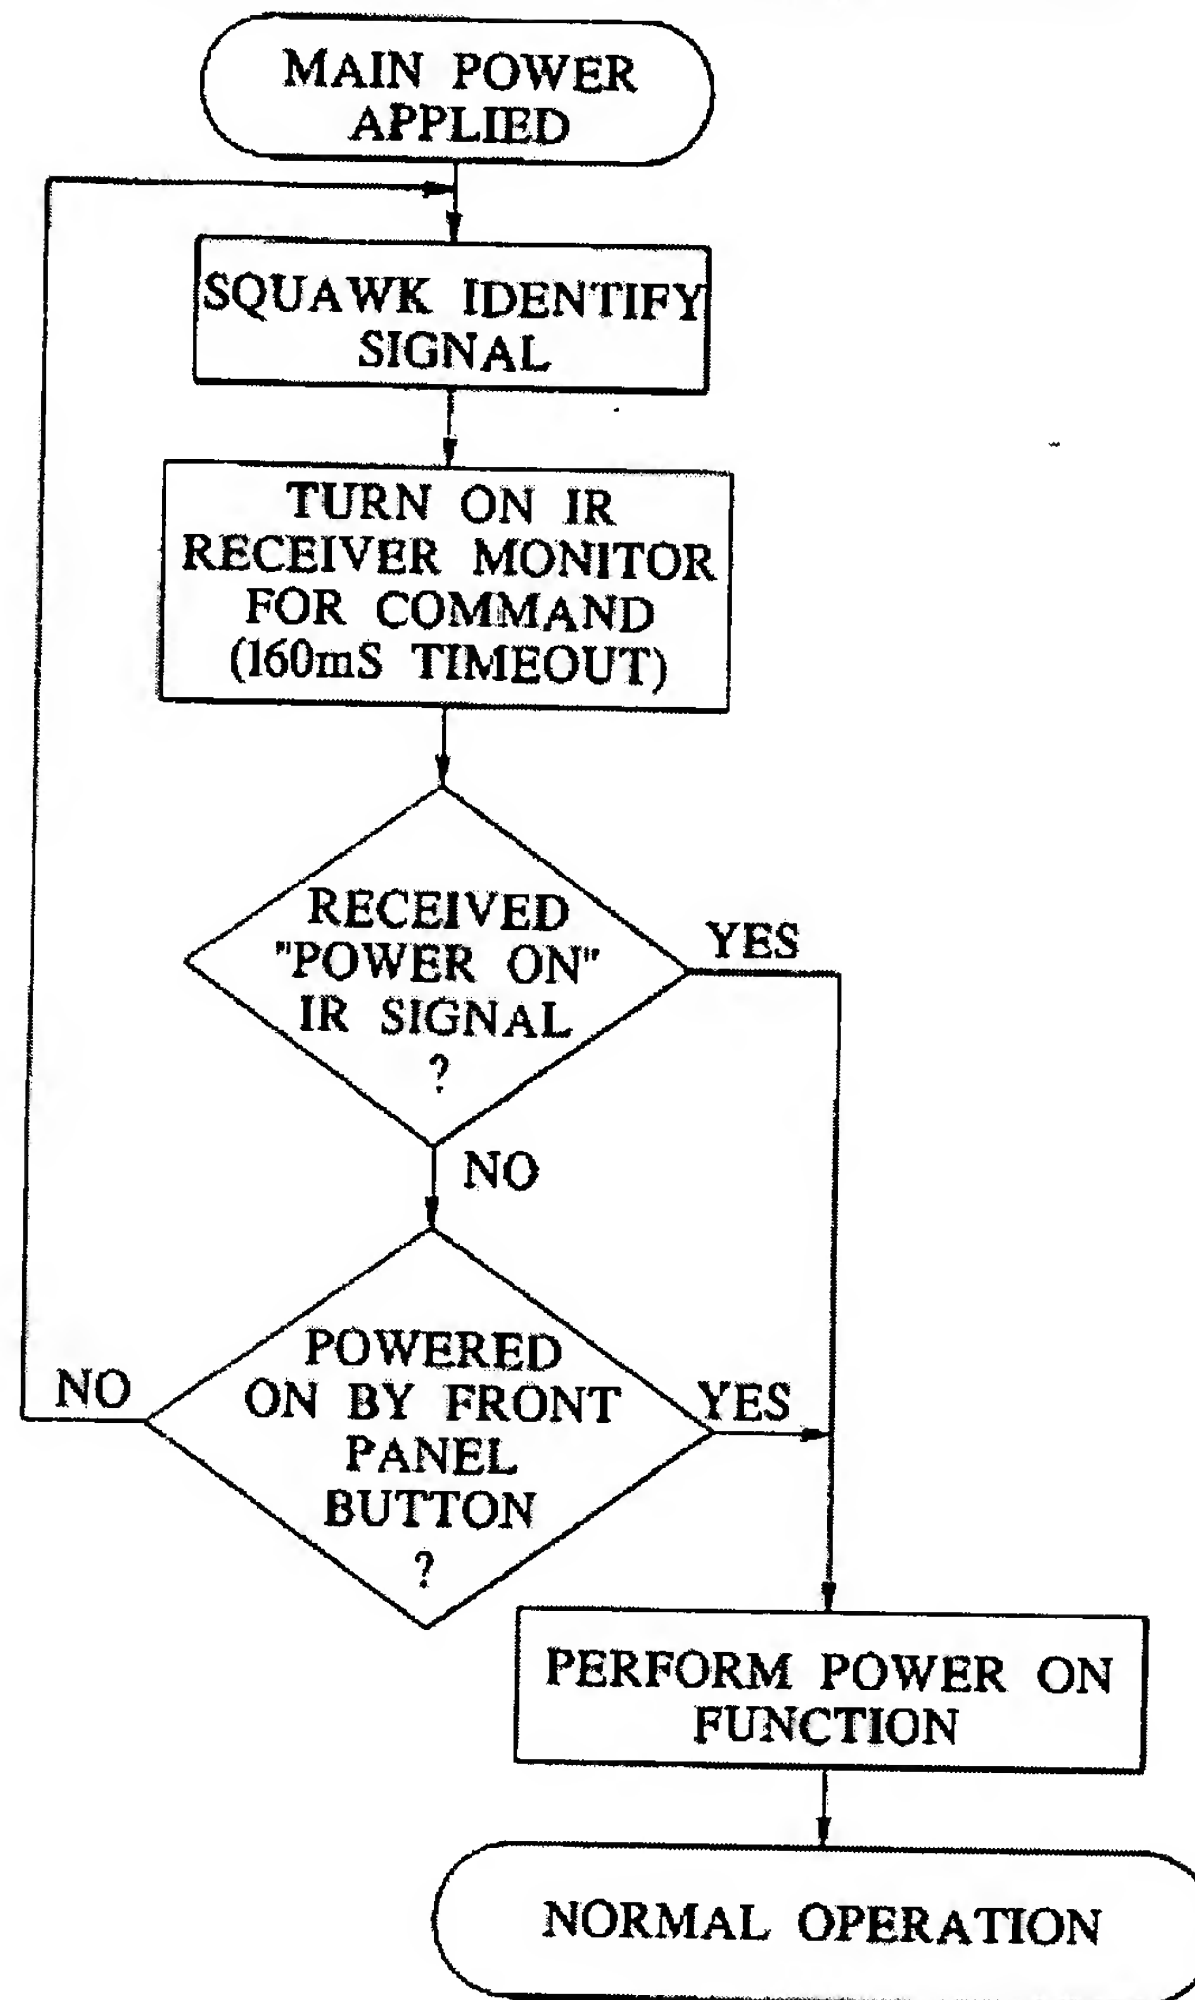 MAIN POWER
APPLIED
SQUAWK IDENTIFY
SIGNAL
TURN ON IR
RECEIVER MONITOR
FOR COMMAND
(160mS TIMEOUT)
RECEIVED
"POWER ON"
IR SIGNAL
?
YES
NO
POWERED
ON BY FRONT
PANEL
BUTTON
?
NO
YES
PERFORM POWER ON
FUNCTION
NORMAL OPERATION